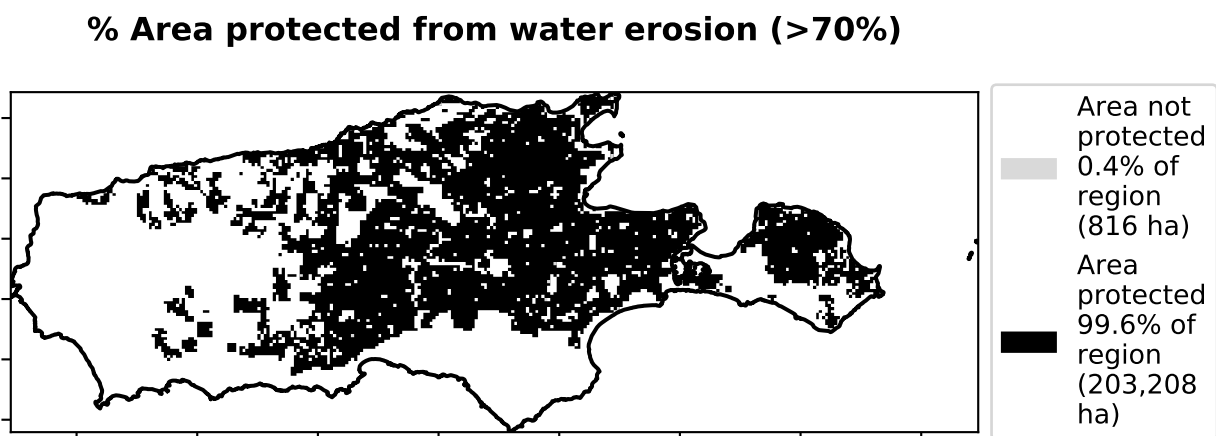 % Area protected from water erosion (>70%)
Area not
protected
0.4% of
region
(816 ha)
Area
protected
99.6% of
region
(203,208
ha)